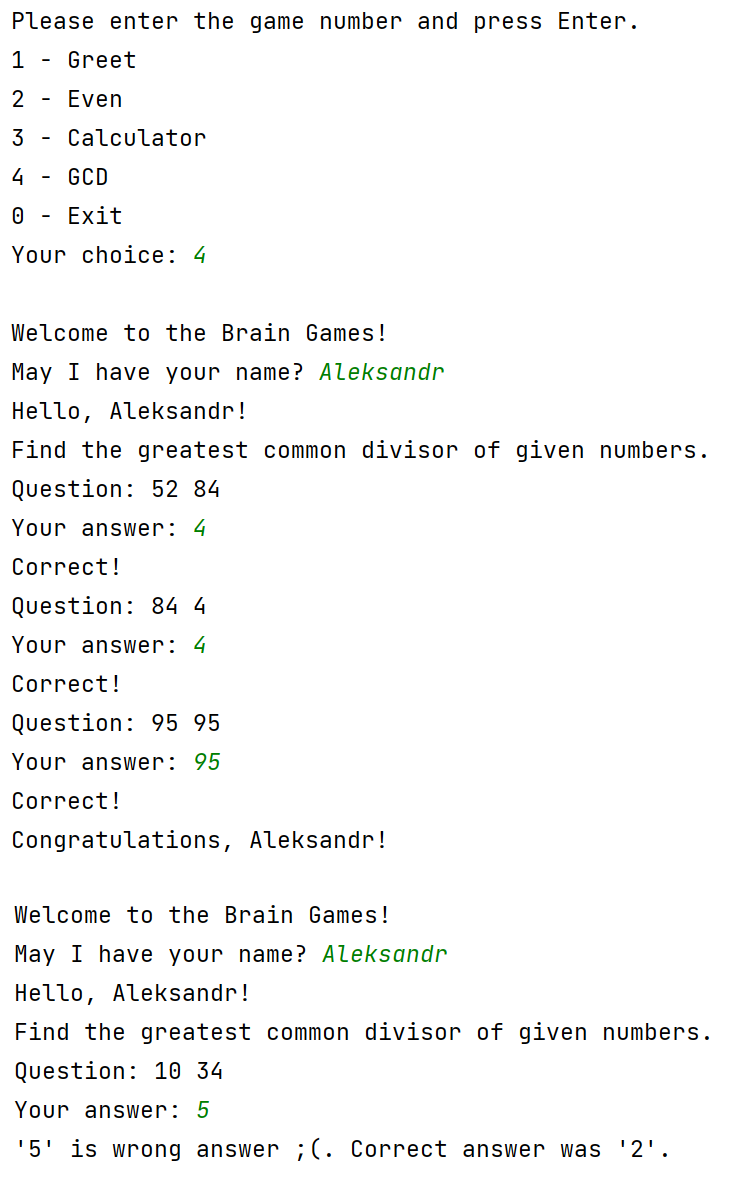 Please enter the game number and press Enter.
1 - Greet
2 - Even
3 - Calculator
4 - GCD
0 - Exit
Your choice: 4
Welcome to the Brain Games!
May I have your name? Aleksandr
Hello, Aleksandr!
Find the greatest common divisor of given numbers.
Question: 52 84
Your answer: 4
Correct!
Question: 84 4
Your answer: 4
Correct!
Question: 95 95
Your answer: 95
Correct!
Congratulations, Aleksandr!
Welcome to the Brain Games!
May I have your name? Aleksandr
Hello, Aleksandr!
Find the greatest common divisor of given numbers.
Question: 10 34
Your answer: 5
'5' is wrong answer ;(. Correct answer was '2'.